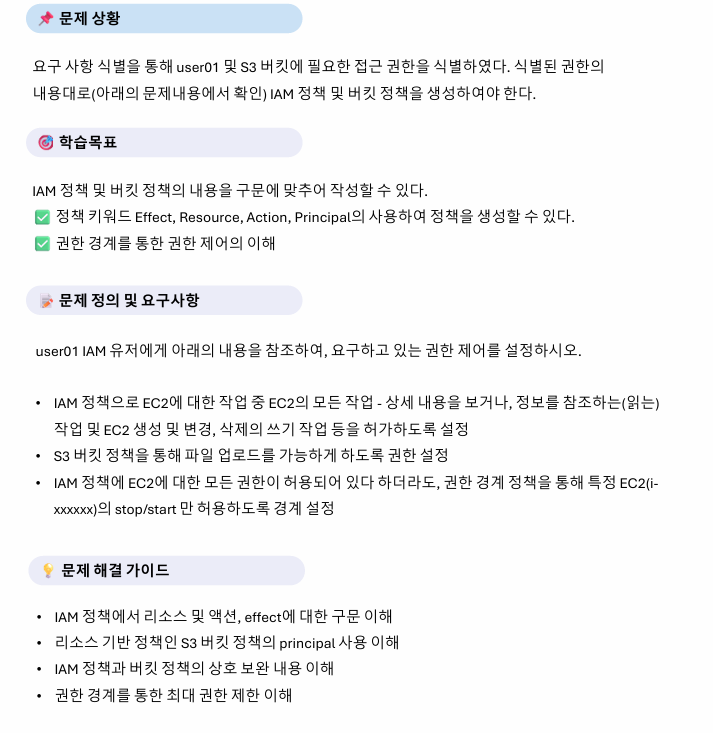 📌 문제 상황
요구 사항 식별을 통해 user01 및 S3 버킷에 필요한 접근 권한을 식별하였다. 식별된 권한의
내용대로(아래의 문제내용에서 확인) IAM 정책 및 버킷 정책을 생성하여야 한다.
🎯 학습목표
IAM 정책 및 버킷 정책의 내용을 구문에 맞추어 작성할 수 있다.
✅ 정책 키워드 Effect, Resource, Action, Principal의 사용하여 정책을 생성할 수 있다.
✅ 권한 경계를 통한 권한 제어의 이해
📝 문제 정의 및 요구사항
user01 IAM 유저에게 아래의 내용을 참조하여, 요구하고 있는 권한 제어를 설정하시오.
• IAM 정책으로 EC2에 대한 작업 중 EC2의 모든 작업 - 상세 내용을 보거나, 정보를 참조하는(읽는)
작업 및 EC2 생성 및 변경, 삭제의 쓰기 작업 등을 허가하도록 설정
• S3 버킷 정책을 통해 파일 업로드를 가능하게 하도록 권한 설정
• IAM 정책에 EC2에 대한 모든 권한이 허용되어 있다 하더라도, 권한 경계 정책을 통해 특정 EC2(i-
xxxxxx)의 stop/start 만 허용하도록 경계 설정
💡 문제 해결 가이드
• IAM 정책에서 리소스 및 액션, effect에 대한 구문 이해
• 리소스 기반 정책인 S3 버킷 정책의 principal 사용 이해
• IAM 정책과 버킷 정책의 상호 보완 내용 이해
• 권한 경계를 통한 최대 권한 제한 이해